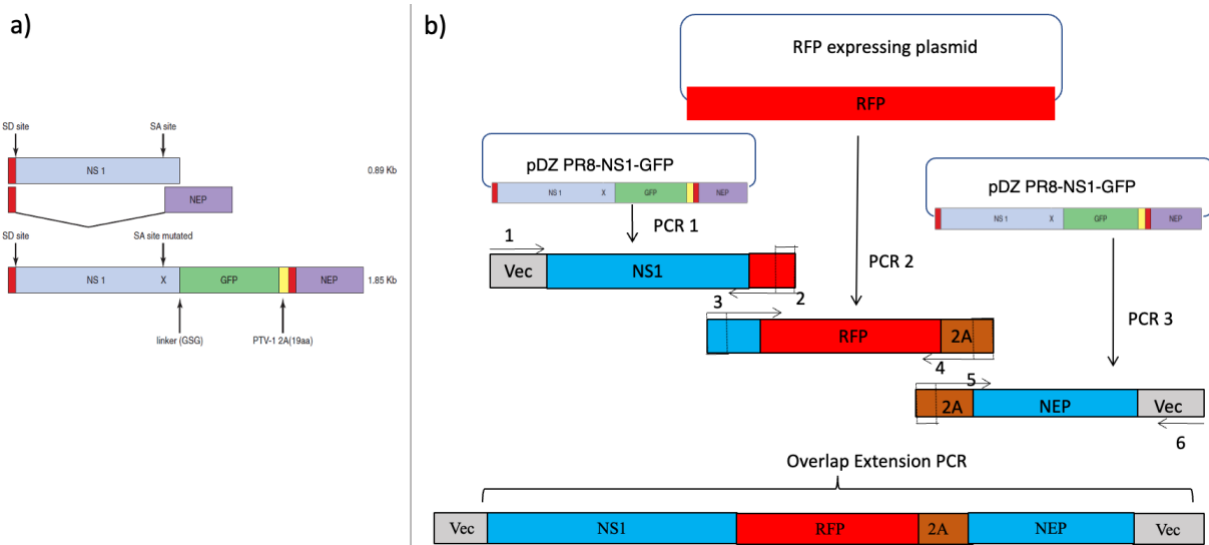 a)
SD site
SA site
NS 1
0.89 Kb
NEP
SD site
SA site mutated
NS 1
X
GFP
NEP
1.85 Kb
linker (GSG)
PTV-1 2A(19aa)
b)
RFP expressing plasmid
RFP
pDZ PR8-NS1-GFP
NS 1
X
GFP
NEP
pDZ PR8-NS1-GFP
NS 1
X
GFP
NEP
PCR 1
PCR 2
PCR 3
1
Vec
NS1
2
3
RFP
2A
4
5
2A
NEP
Vec
6
Overlap Extension PCR
Vec
NS1
RFP
2A
NEP
Vec